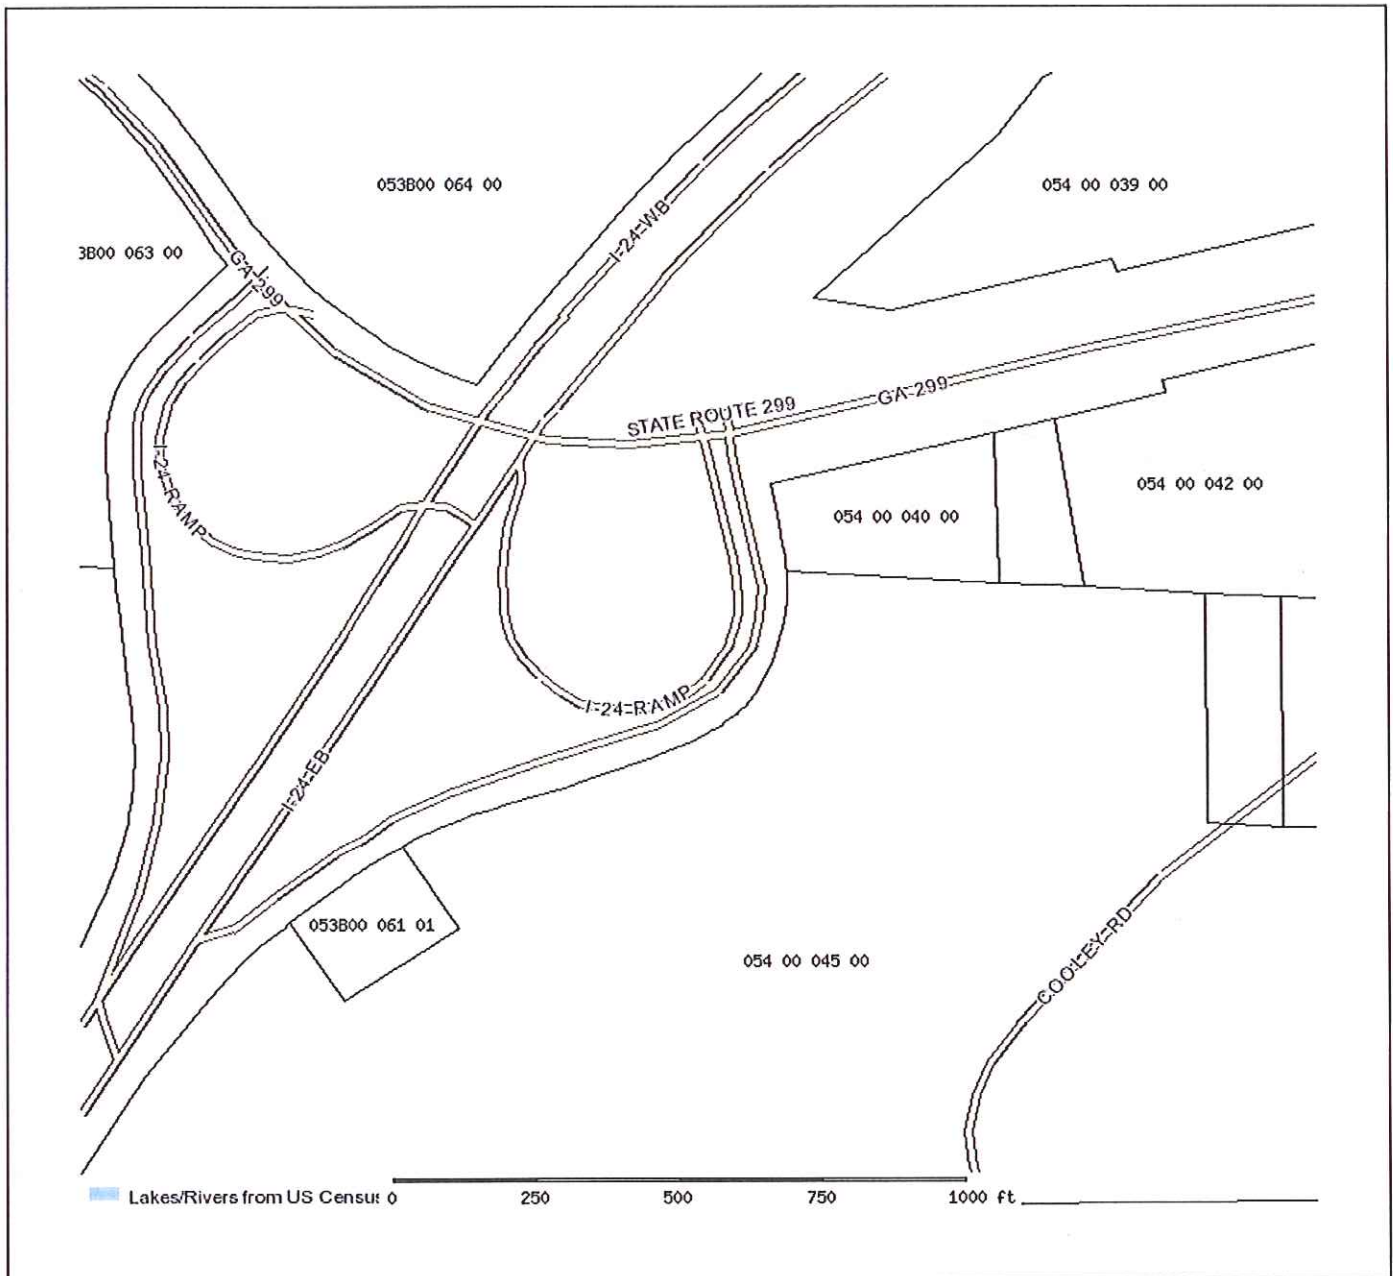 053B00 064 00
054 00 039 00
I-24-WB
3B00 063 00
GA-299
STATE ROUTE 299
GA-299
I-24-RAMP
054 00 042 00
054 00 040 00
I-24-RAMP
I-24-EB
053B00 061 01
054 00 045 00
COOLEY-RD
Lakes/Rivers from US Census 0 250 500 750 1000 ft